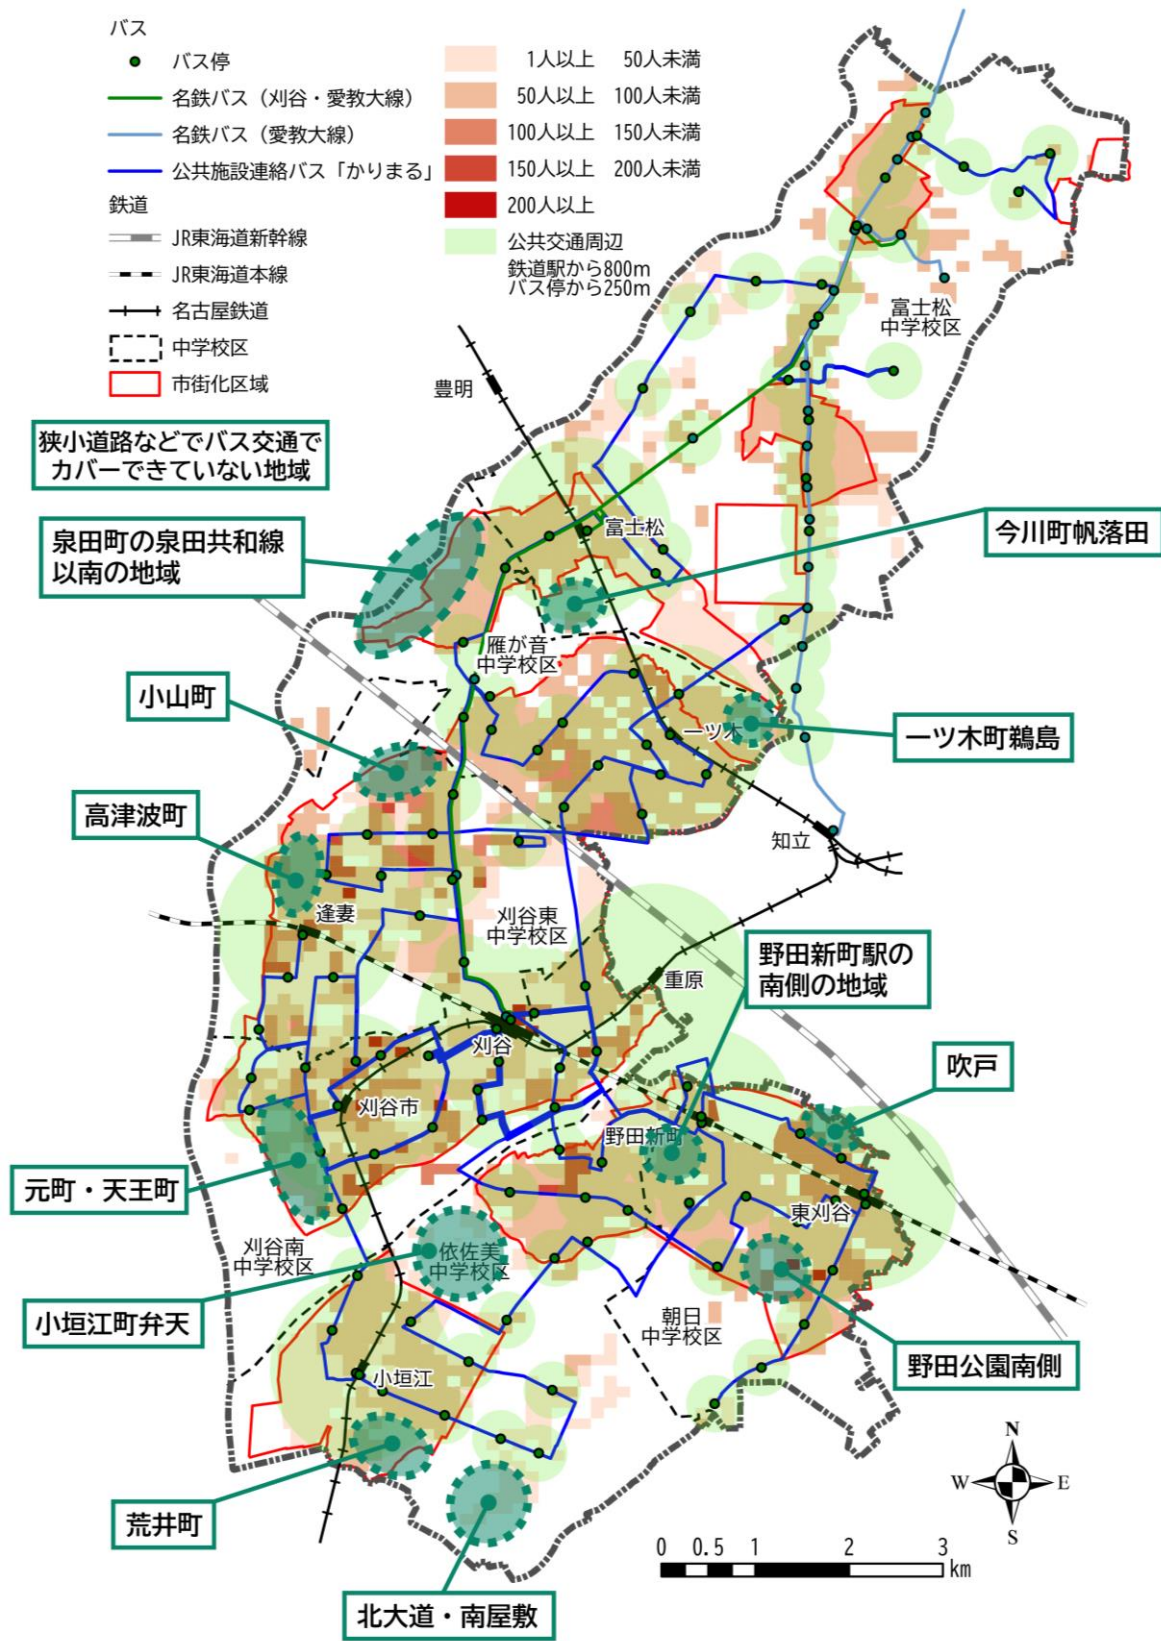 バス
バス停
名鉄バス（刈谷・愛教大線）
名鉄バス（愛教大線）
公共施設連絡バス「かりまる」
鉄道
JR東海道新幹線
JR東海道本線
名古屋鉄道
中学校区
市街化区域
1人以上 50人未満
50人以上 100人未満
100人以上 150人未満
150人以上 200人未満
200人以上
公共交通周辺
鉄道駅から800m
バス停から250m
狭小道路などでバス交通で
カバーできていない地域
泉田町の泉田共和線
以南の地域
小山町
高津波町
元町・天王町
小垣江町弁天
荒井町
北大道・南屋敷
今川町帆落田
一ツ木町鵜島
野田新町駅の
南側の地域
吹戸
野田公園南側
豊明
富士松
中学校区
富士松
雁が音
中学校区
一ツ木
知立
逢妻
刈谷東
中学校区
重原
刈谷
刈谷市
野田新町
東刈谷
刈谷南
中学校区
依佐美
中学校区
朝日
中学校区
小垣江
N
W
E
S
0 0.5 1 2 3
km